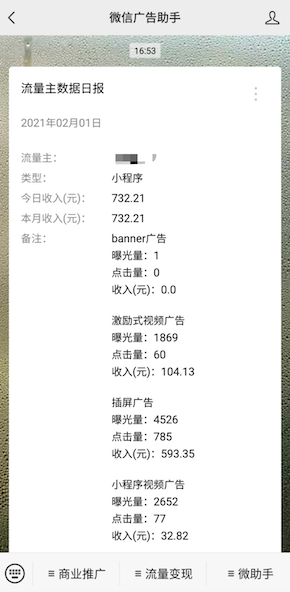 微信广告助手
16:53
流量主数据日报
2021年02月01日
流量主：
类型： 小程序
今日收入(元)： 732.21
本月收入(元)： 732.21
备注： banner广告
曝光量：1
点击量：0
收入(元)：0.0
激励式视频广告
曝光量：1869
点击量：60
收入(元)：104.13
插屏广告
曝光量：4526
点击量：785
收入(元)：593.35
小程序视频广告
曝光量：2652
点击量：77
收入(元)：32.82
≡ 商业推广 ≡ 流量变现 ≡ 微助手